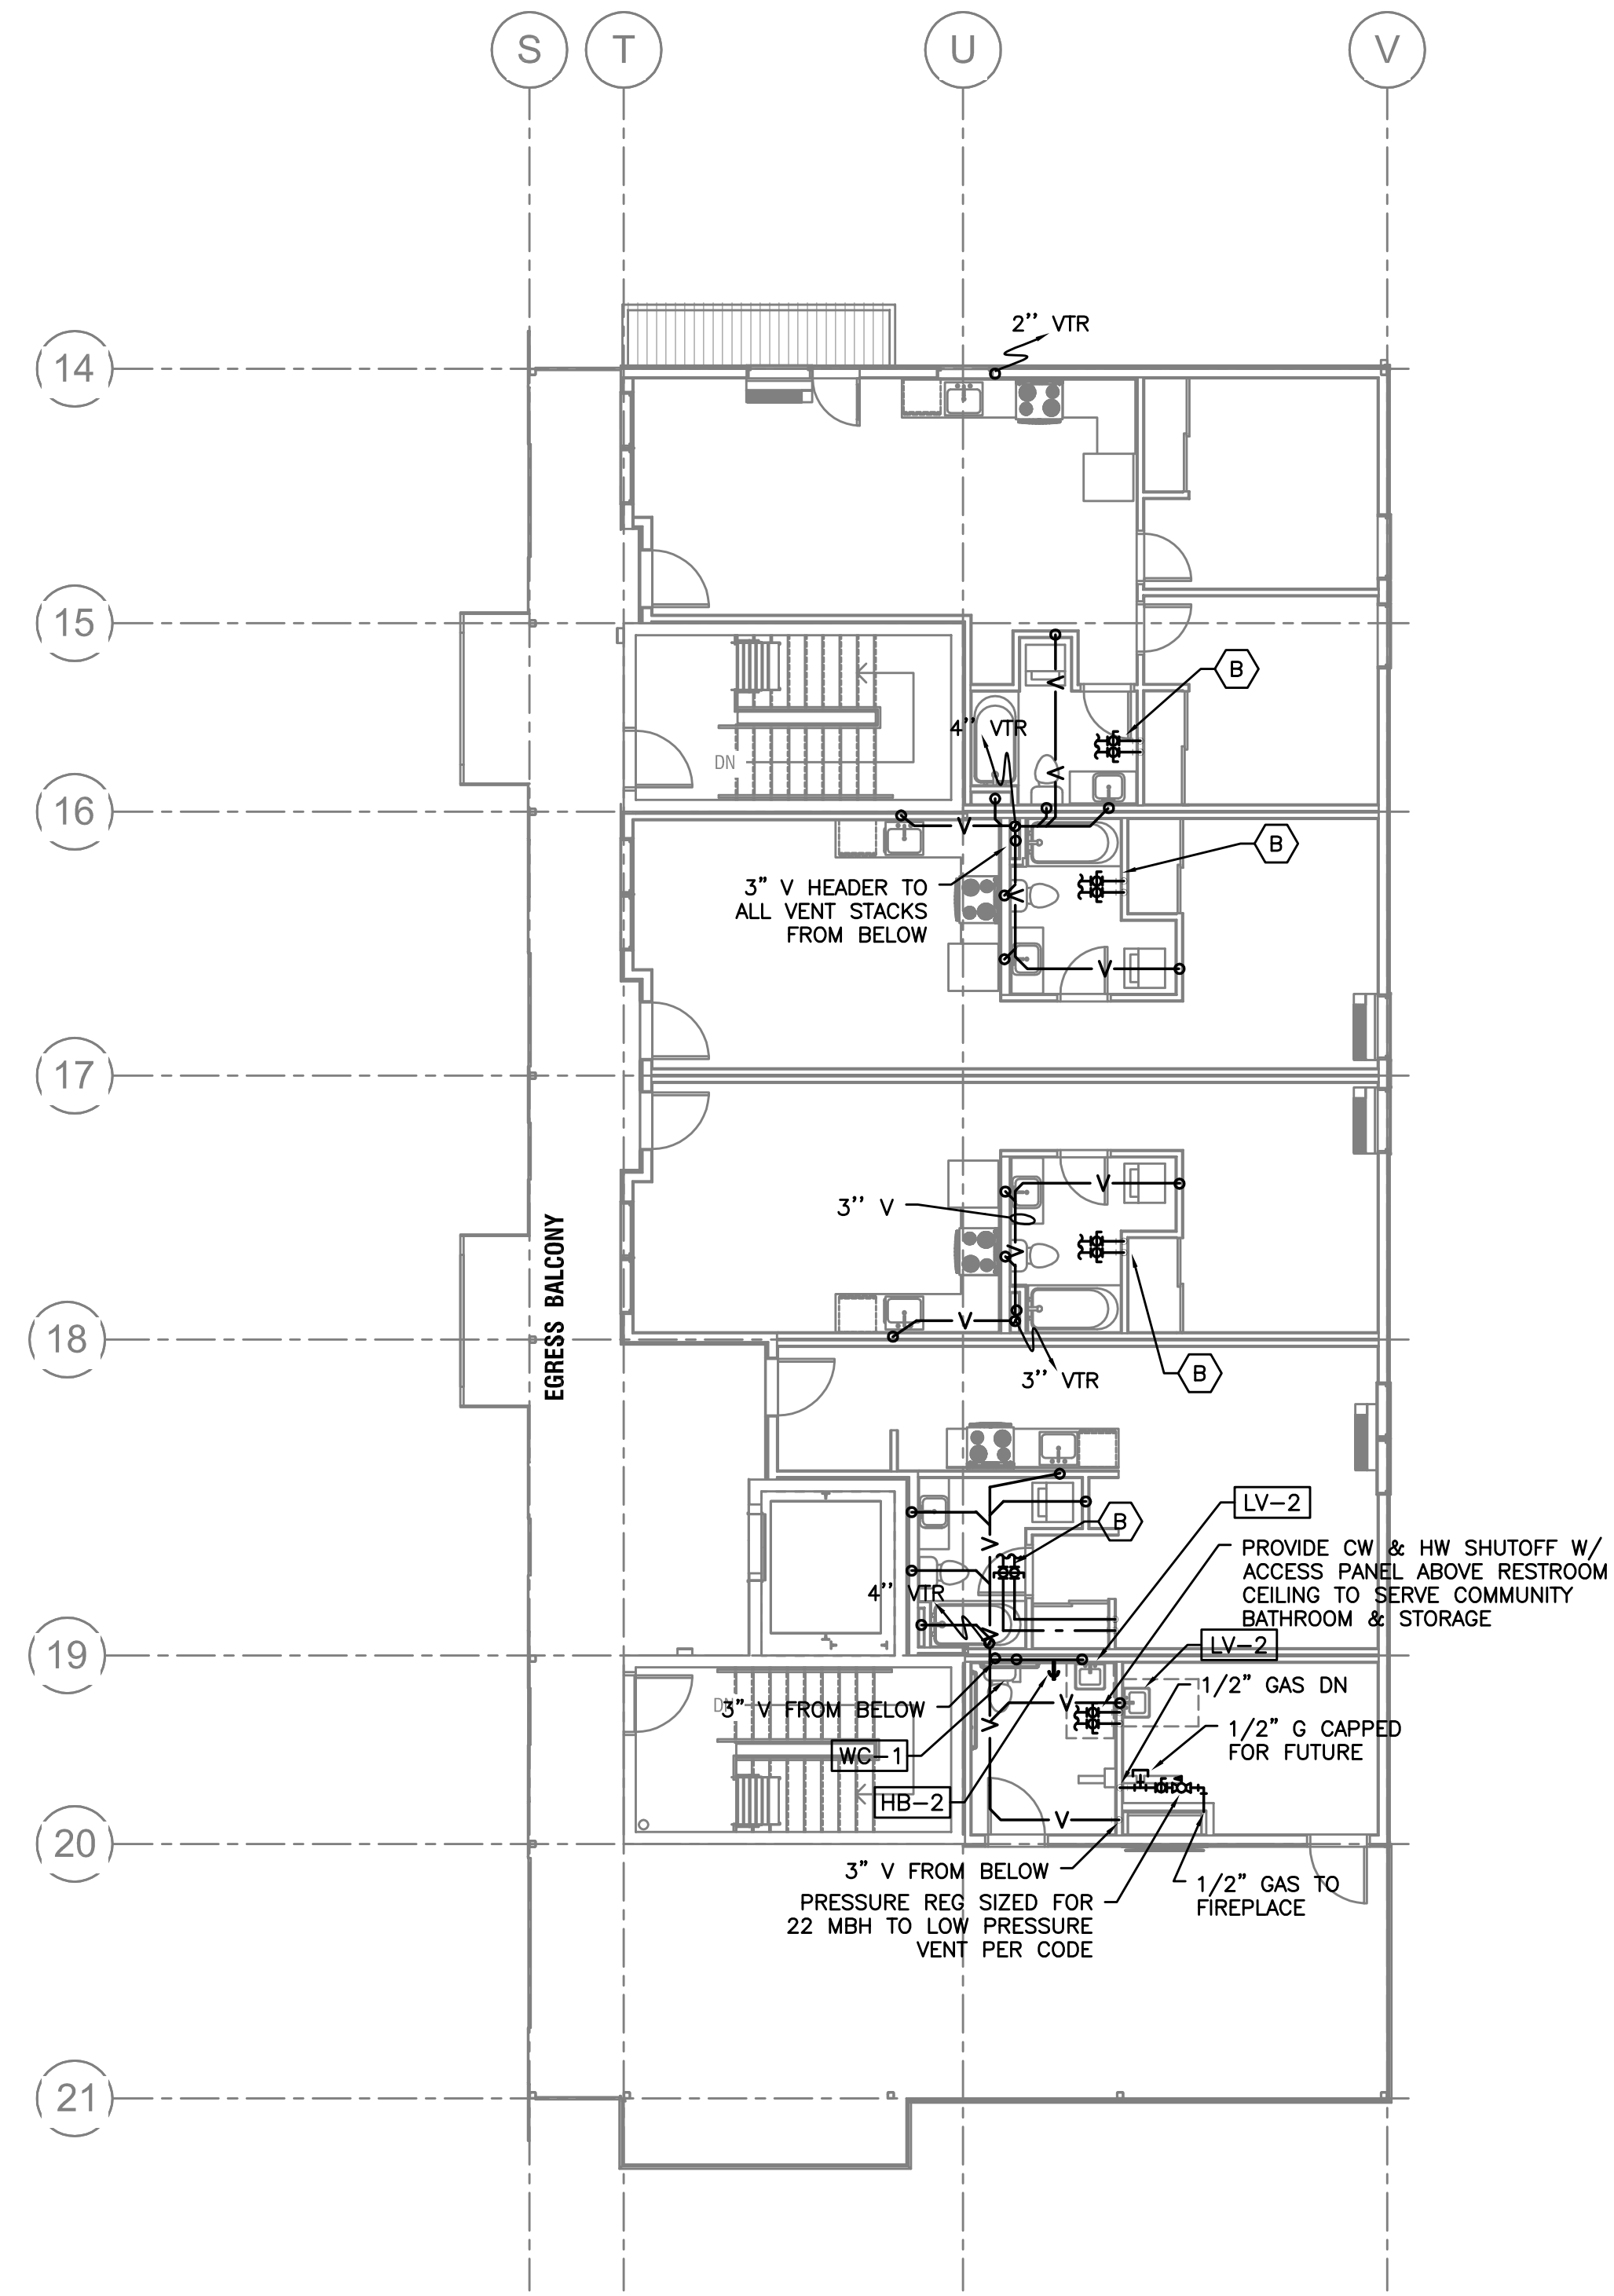 S
T
U
V
14
2'' VTR
15
B
4'' VTR
DN
16
B
3" V HEADER TO
ALL VENT STACKS
FROM BELOW
V
V
V
V
V
17
V
3'' V
V
V
EGRESS BALCONY
18
3'' VTR
B
LV-2
B
V
PROVIDE CW & HW SHUTOFF W/
ACCESS PANEL ABOVE RESTROOM
CEILING TO SERVE COMMUNITY
BATHROOM & STORAGE
4'' VTR
V
19
LV-2
1/2" GAS DN
DN
3" V FROM BELOW
V
V
1/2" G CAPPED
FOR FUTURE
WC-1
HB-2
V
20
3" V FROM BELOW
1/2" GAS TO
FIREPLACE
PRESSURE REG SIZED FOR
22 MBH TO LOW PRESSURE
VENT PER CODE
21